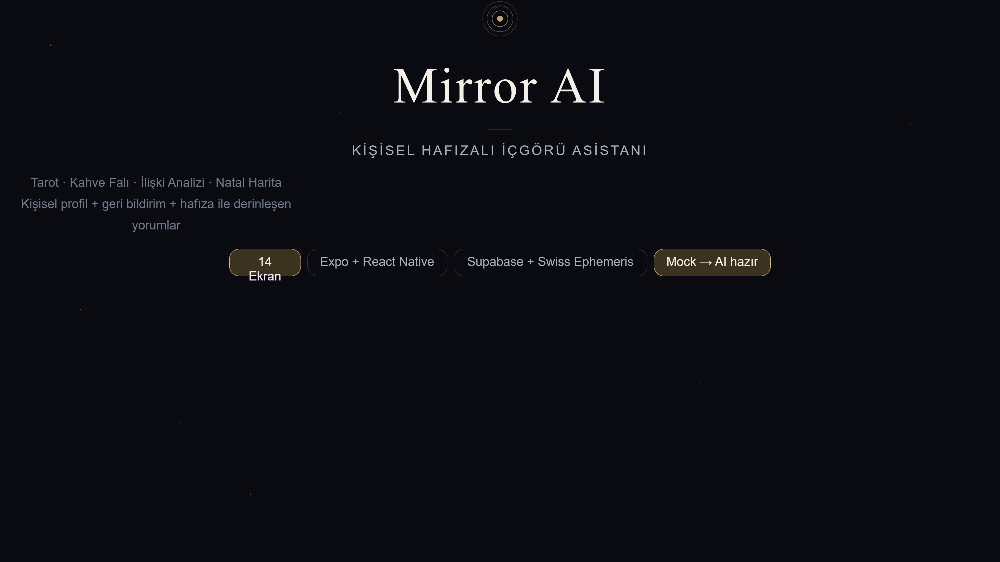 Mirror AI
KİŞİSEL HAFIZALI İÇGÖRÜ ASİSTANI
Tarot · Kahve Falı · İlişki Analizi · Natal Harita
Kişisel profil + geri bildirim + hafıza ile derinleşen
yorumlar
14
Ekran
Expo + React Native
Supabase + Swiss Ephemeris
Mock → AI hazır